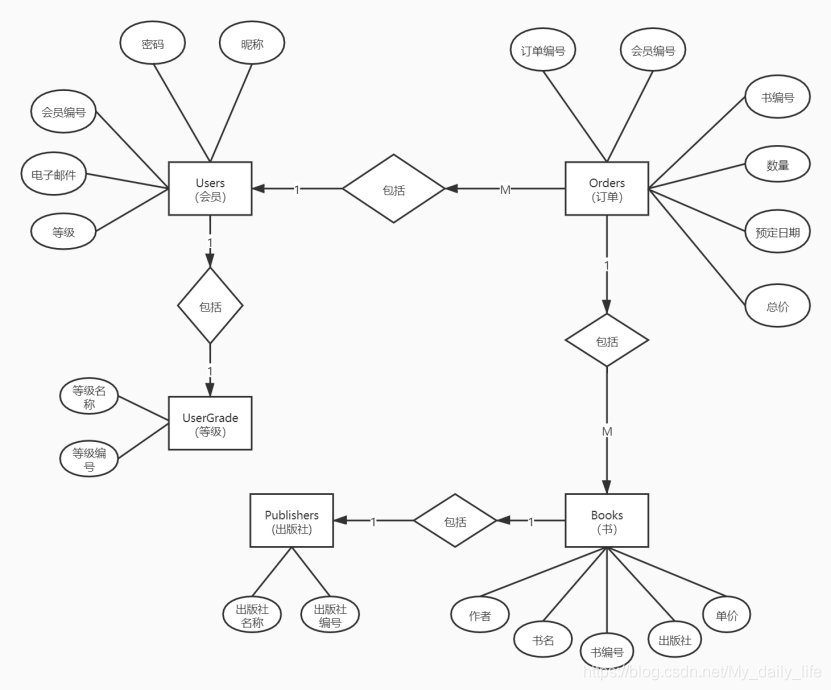 密码
昵称
订单编号
会员编号
会员编号
书编号
电子邮件
Users
(会员)
1
包括
M
Orders
(订单)
数量
等级
预定日期
1
1
包括
总价
包括
1
等级名
称
UserGrade
(等级)
等级编
号
M
Publishers
(出版社)
1
包括
1
Books
(书)
出版社
名称
出版社
编号
作者
书名
书编号
出版社
单价
https://blog.csdn.net/My_daily_life